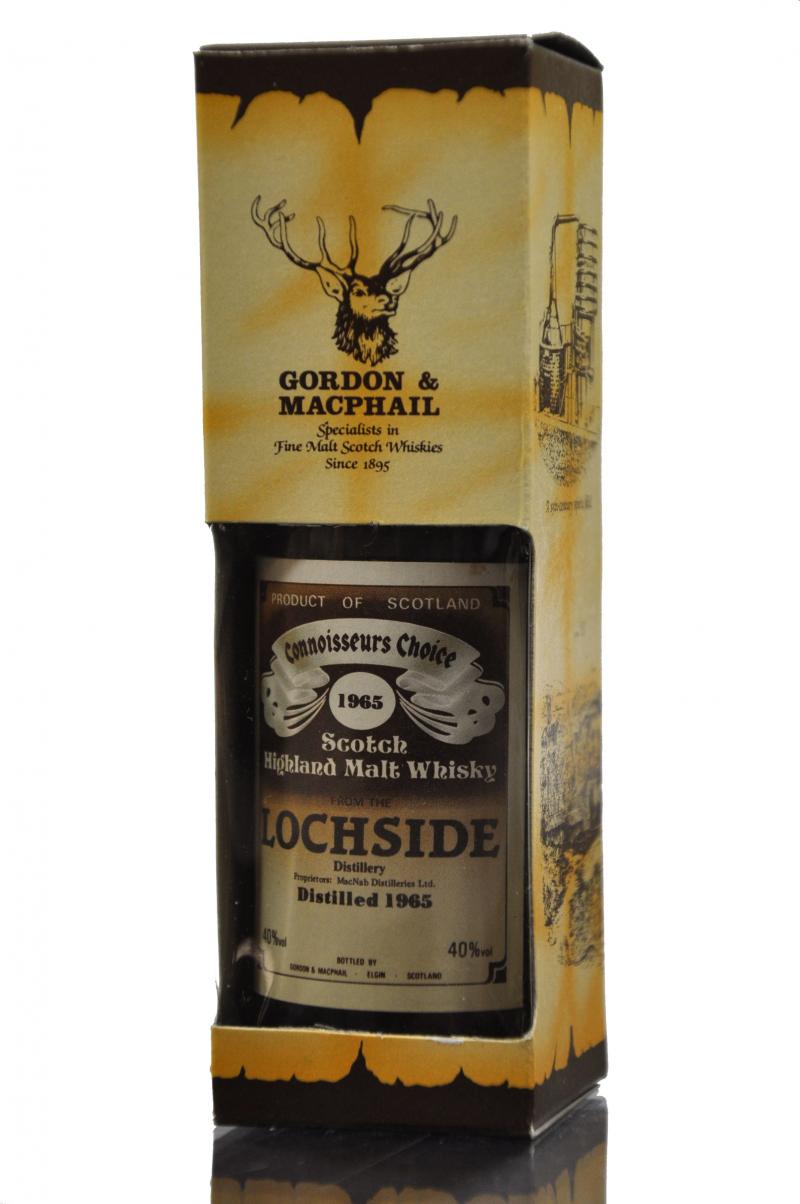 GORDON &
MACPHAIL
Specialists in
Fine Malt Scotch Whiskies
Since 1895
PRODUCT OF SCOTLAND
Connoisseurs Choice
1965
Scotch
Highland Malt Whisky
FROM THE
LOCHSIDE
Distillery
Proprietors: MacNab Distilleries Ltd.
Distilled 1965
40%vol 40%vol
BOTTLED BY
GORDON & MACPHAIL · ELGIN · SCOTLAND